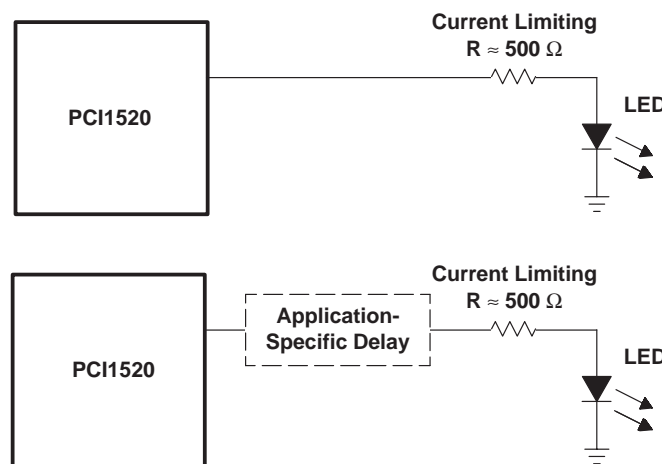 Current Limiting
R ≈ 500 Ω
PCI1520
LED
Current Limiting
R ≈ 500 Ω
Application-
Specific Delay
PCI1520
LED